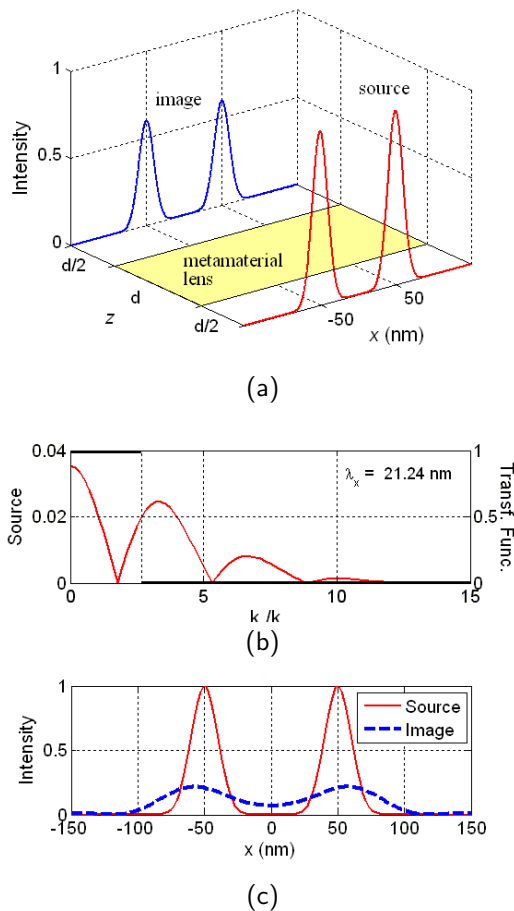 1
0.5
0
Intensity
image
source
metamaterial
lens
d/2
d
d/2
z
-50
50
x (nm)
(a)
0.04
0.02
0
Source
λx = 21.24 nm
1
0.5
0
Transf. Func.
0
5
10
15
k /k
(b)
1
0.5
0
Intensity
Source
Image
-150
-100
-50
0
50
100
150
x (nm)
(c)